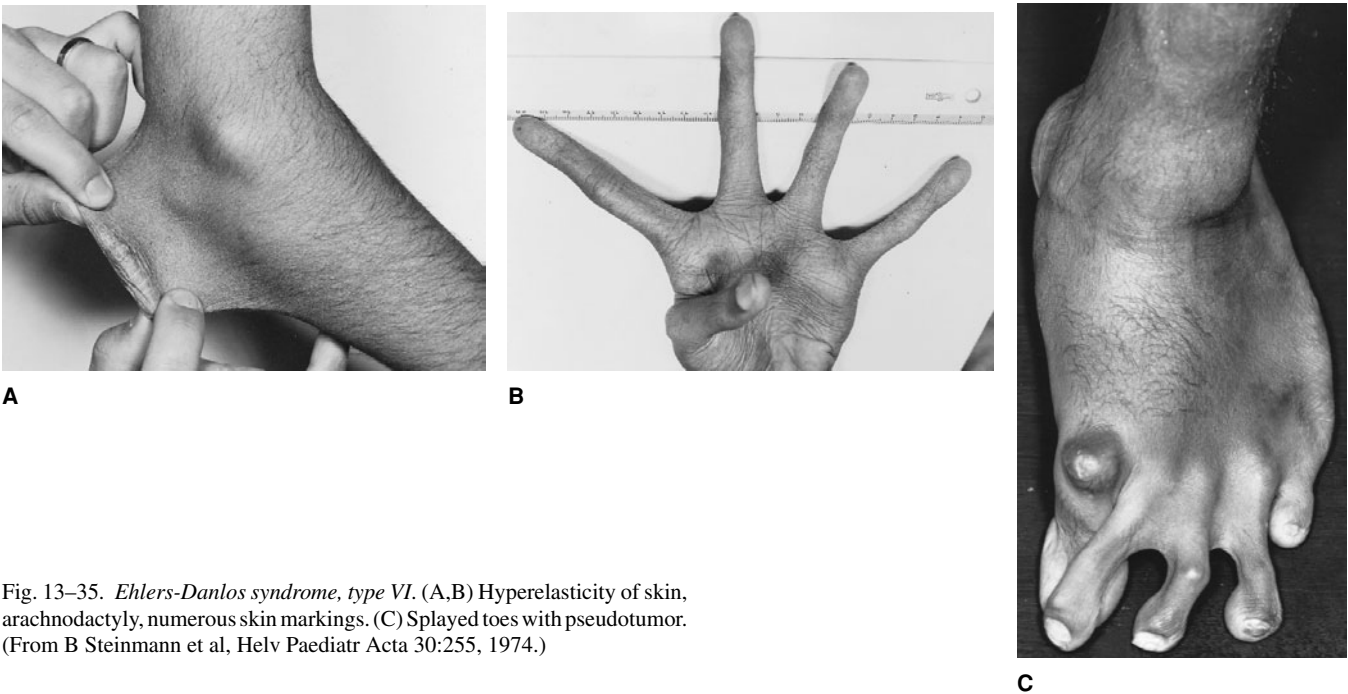 A
B
Fig. 13–35. Ehlers-Danlos syndrome, type VI. (A,B) Hyperelasticity of skin,
arachnodactyly, numerous skin markings. (C) Splayed toes with pseudotumor.
(From B Steinmann et al, Helv Paediatr Acta 30:255, 1974.)
C